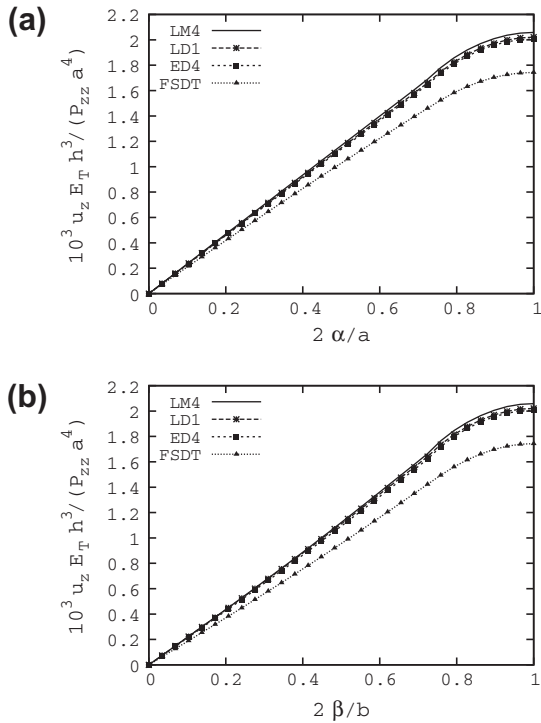 (a)
10³ u_z E_T h³/(P_zz a⁴)
2.2
2
1.8
1.6
1.4
1.2
1
0.8
0.6
0.4
0.2
0
LM4
LD1
ED4
FSDT
0 0.2 0.4 0.6 0.8 1
2 α/a
(b)
10³ u_z E_T h³/(P_zz a⁴)
2.2
2
1.8
1.6
1.4
1.2
1
0.8
0.6
0.4
0.2
0
LM4
LD1
ED4
FSDT
0 0.2 0.4 0.6 0.8 1
2 β/b